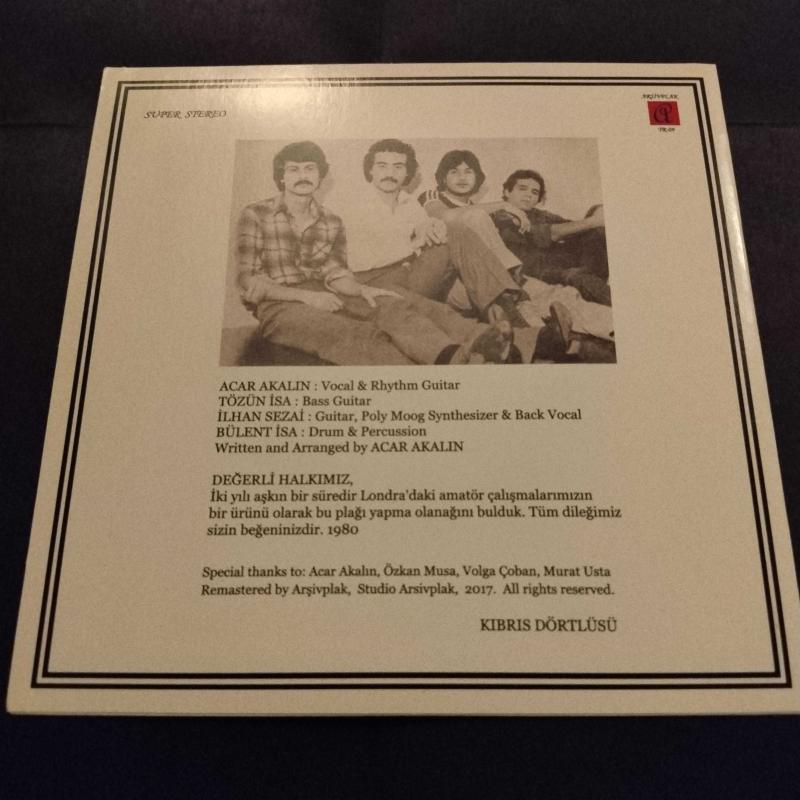 SUPER STEREO
ARŞİVPLAK
TR-09
ACAR AKALIN : Vocal & Rhythm Guitar
TÖZÜN İSA : Bass Guitar
İLHAN SEZAİ : Guitar, Poly Moog Synthesizer & Back Vocal
BÜLENT İSA : Drum & Percussion
Written and Arranged by ACAR AKALIN
DEĞERLİ HALKIMIZ,
İki yılı aşkın bir süredir Londra'daki amatör çalışmalarımızın
bir ürünü olarak bu plağı yapma olanağını bulduk. Tüm dileğimiz
sizin beğeninizdir. 1980
Special thanks to: Acar Akalın, Özkan Musa, Volga Çoban, Murat Usta
Remastered by Arşivplak, Studio Arsivplak, 2017. All rights reserved.
KIBRIS DÖRTLÜSÜ